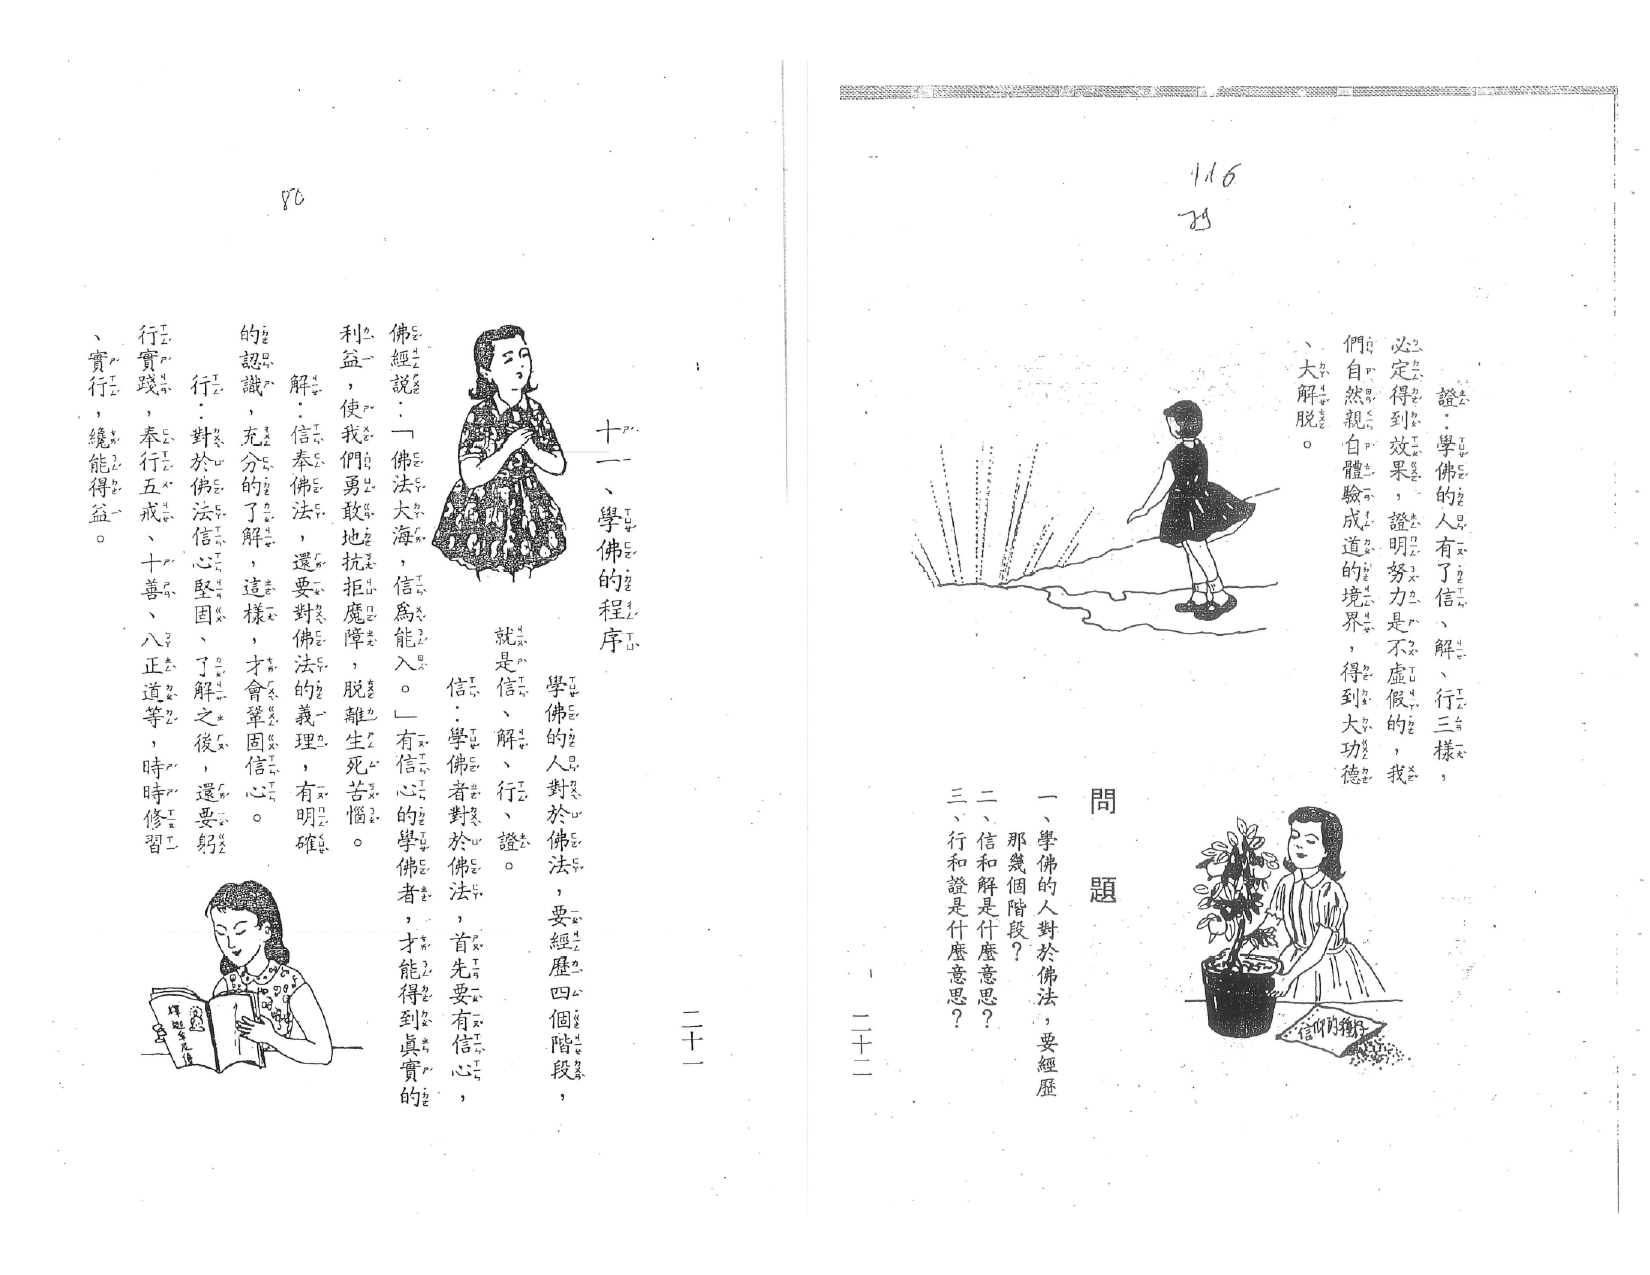 80
十一、學佛的程序
學佛的人對於佛法，要經歷四個階段，
就是信、解、行、證。
信：學佛者對於佛法，首先要有信心，
佛經說：「佛法大海，信為能入。」有信心的學佛者，才能得到真實的
利益，使我們勇敢地抗拒魔障，脫離生死苦惱。
解：信奉佛法，還要對佛法的義理，有明確
的認識，充分的了解，這樣，才會鞏固信心。
行：對於佛法信心堅固、了解之後，還要躬
行實踐，奉行五戒、十善、八正道等，時時修習
、實行，纔能得益。
釋迦牟尼佛
二十一
116
79
證：學佛的人有了信、解、行三樣，
必定得到效果，證明努力是不虛假的，我
們自然親自體驗成道的境界，得到大功德
、大解脫。
信仰的種子
問題
一、學佛的人對於佛法，要經歷
那幾個階段？
二、信和解是什麼意思？
三、行和證是什麼意思？
二十二